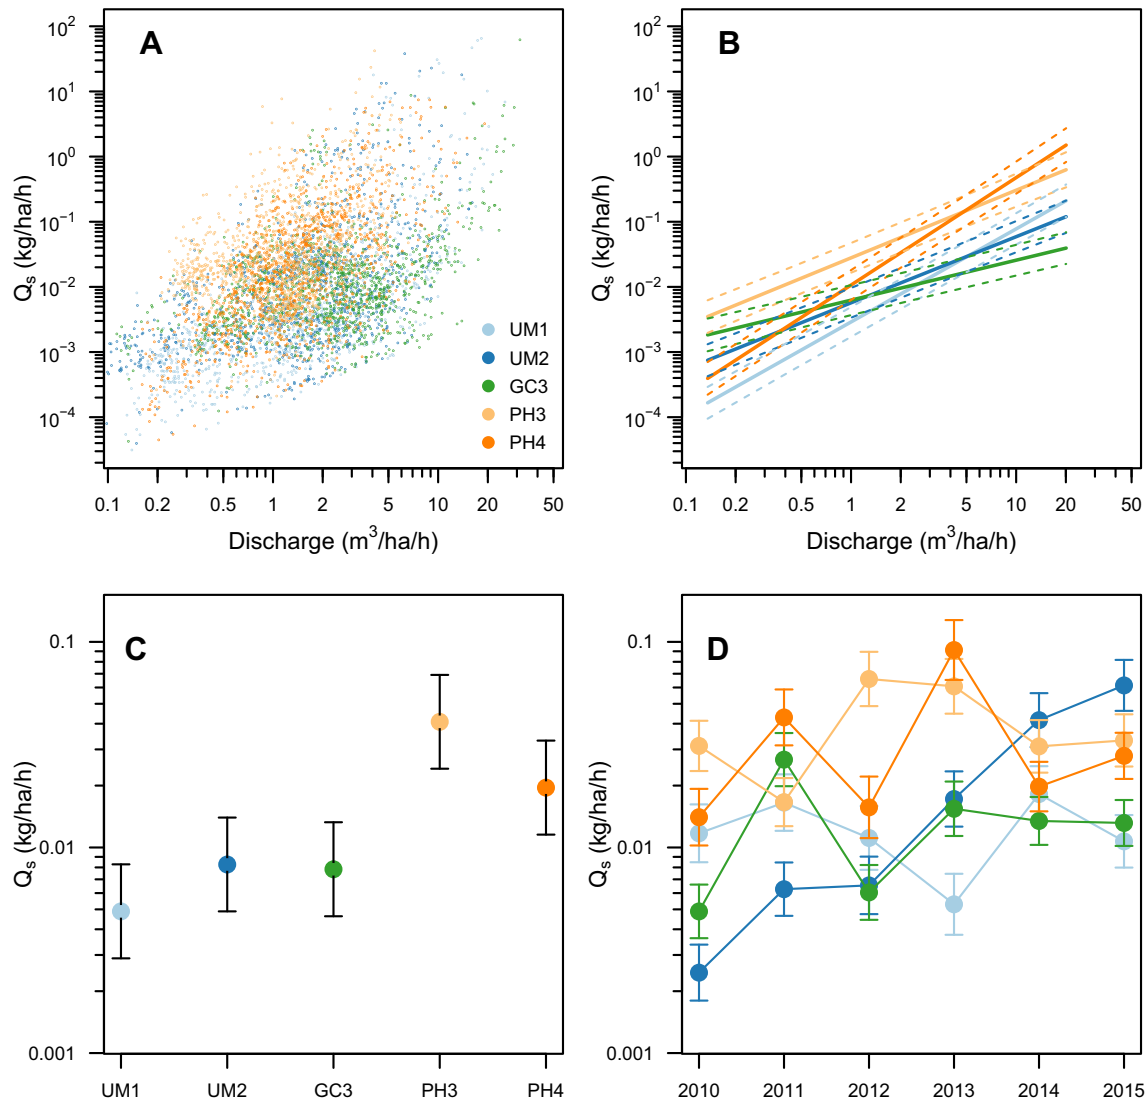 A
B
Qs (kg/ha/h)
10² 10¹ 10⁰ 10⁻¹ 10⁻² 10⁻³ 10⁻⁴
UM1
UM2
GC3
PH3
PH4
0.1 0.2 0.5 1 2 5 10 20 50
Discharge (m³/ha/h)
Qs (kg/ha/h)
10² 10¹ 10⁰ 10⁻¹ 10⁻² 10⁻³ 10⁻⁴
0.1 0.2 0.5 1 2 5 10 20 50
Discharge (m³/ha/h)
C
Qs (kg/ha/h)
0.1 0.01 0.001
UM1 UM2 GC3 PH3 PH4
D
Qs (kg/ha/h)
0.1 0.01 0.001
2010 2011 2012 2013 2014 2015